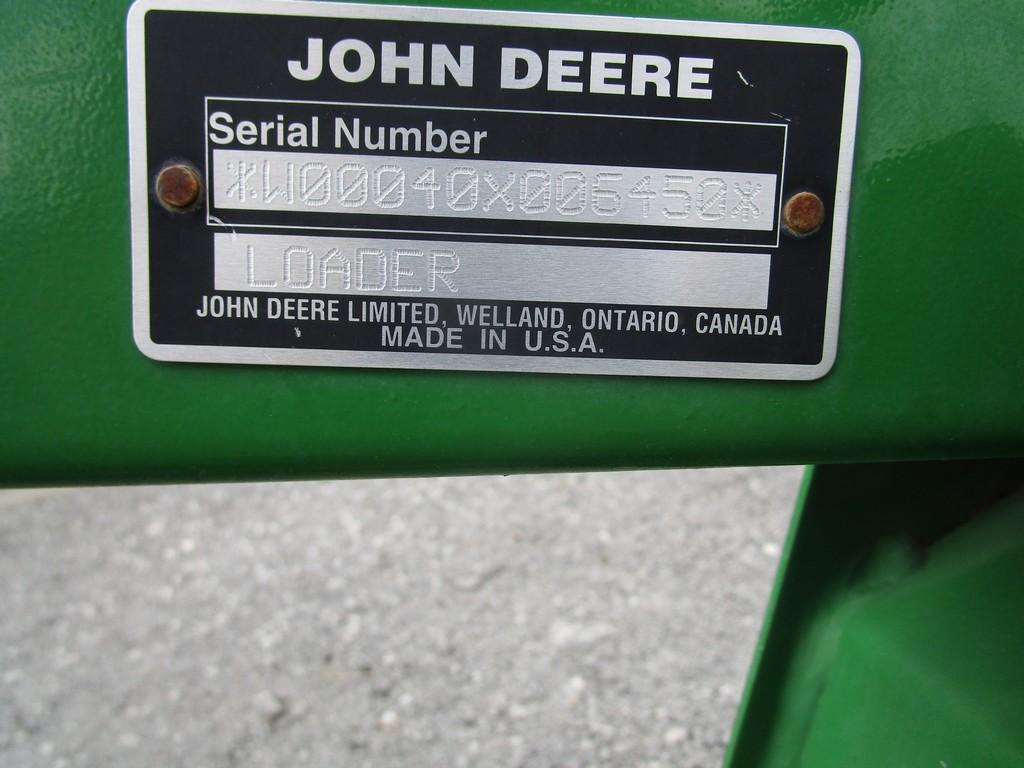 JOHN DEERE
Serial Number
*W00040X006450*
LOADER
JOHN DEERE LIMITED, WELLAND, ONTARIO, CANADA
MADE IN U.S.A.